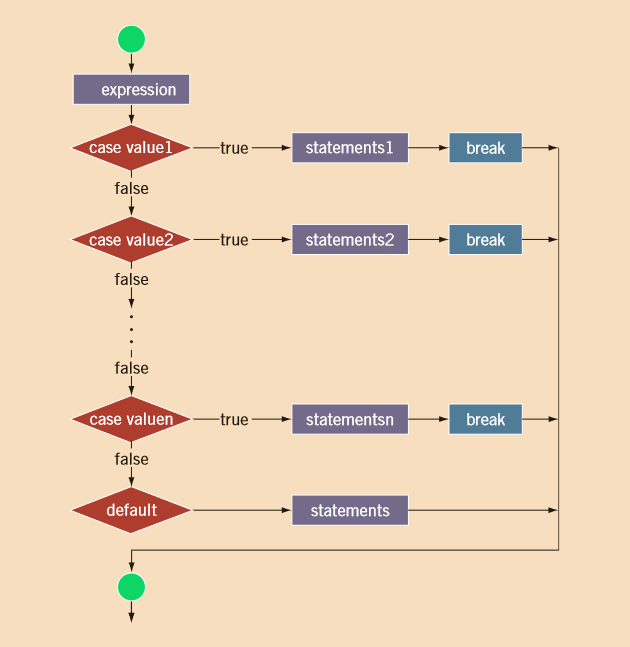 expression
case value1
true
statements1
break
false
case value2
true
statements2
break
false
false
case valuen
true
statementsn
break
false
default
statements